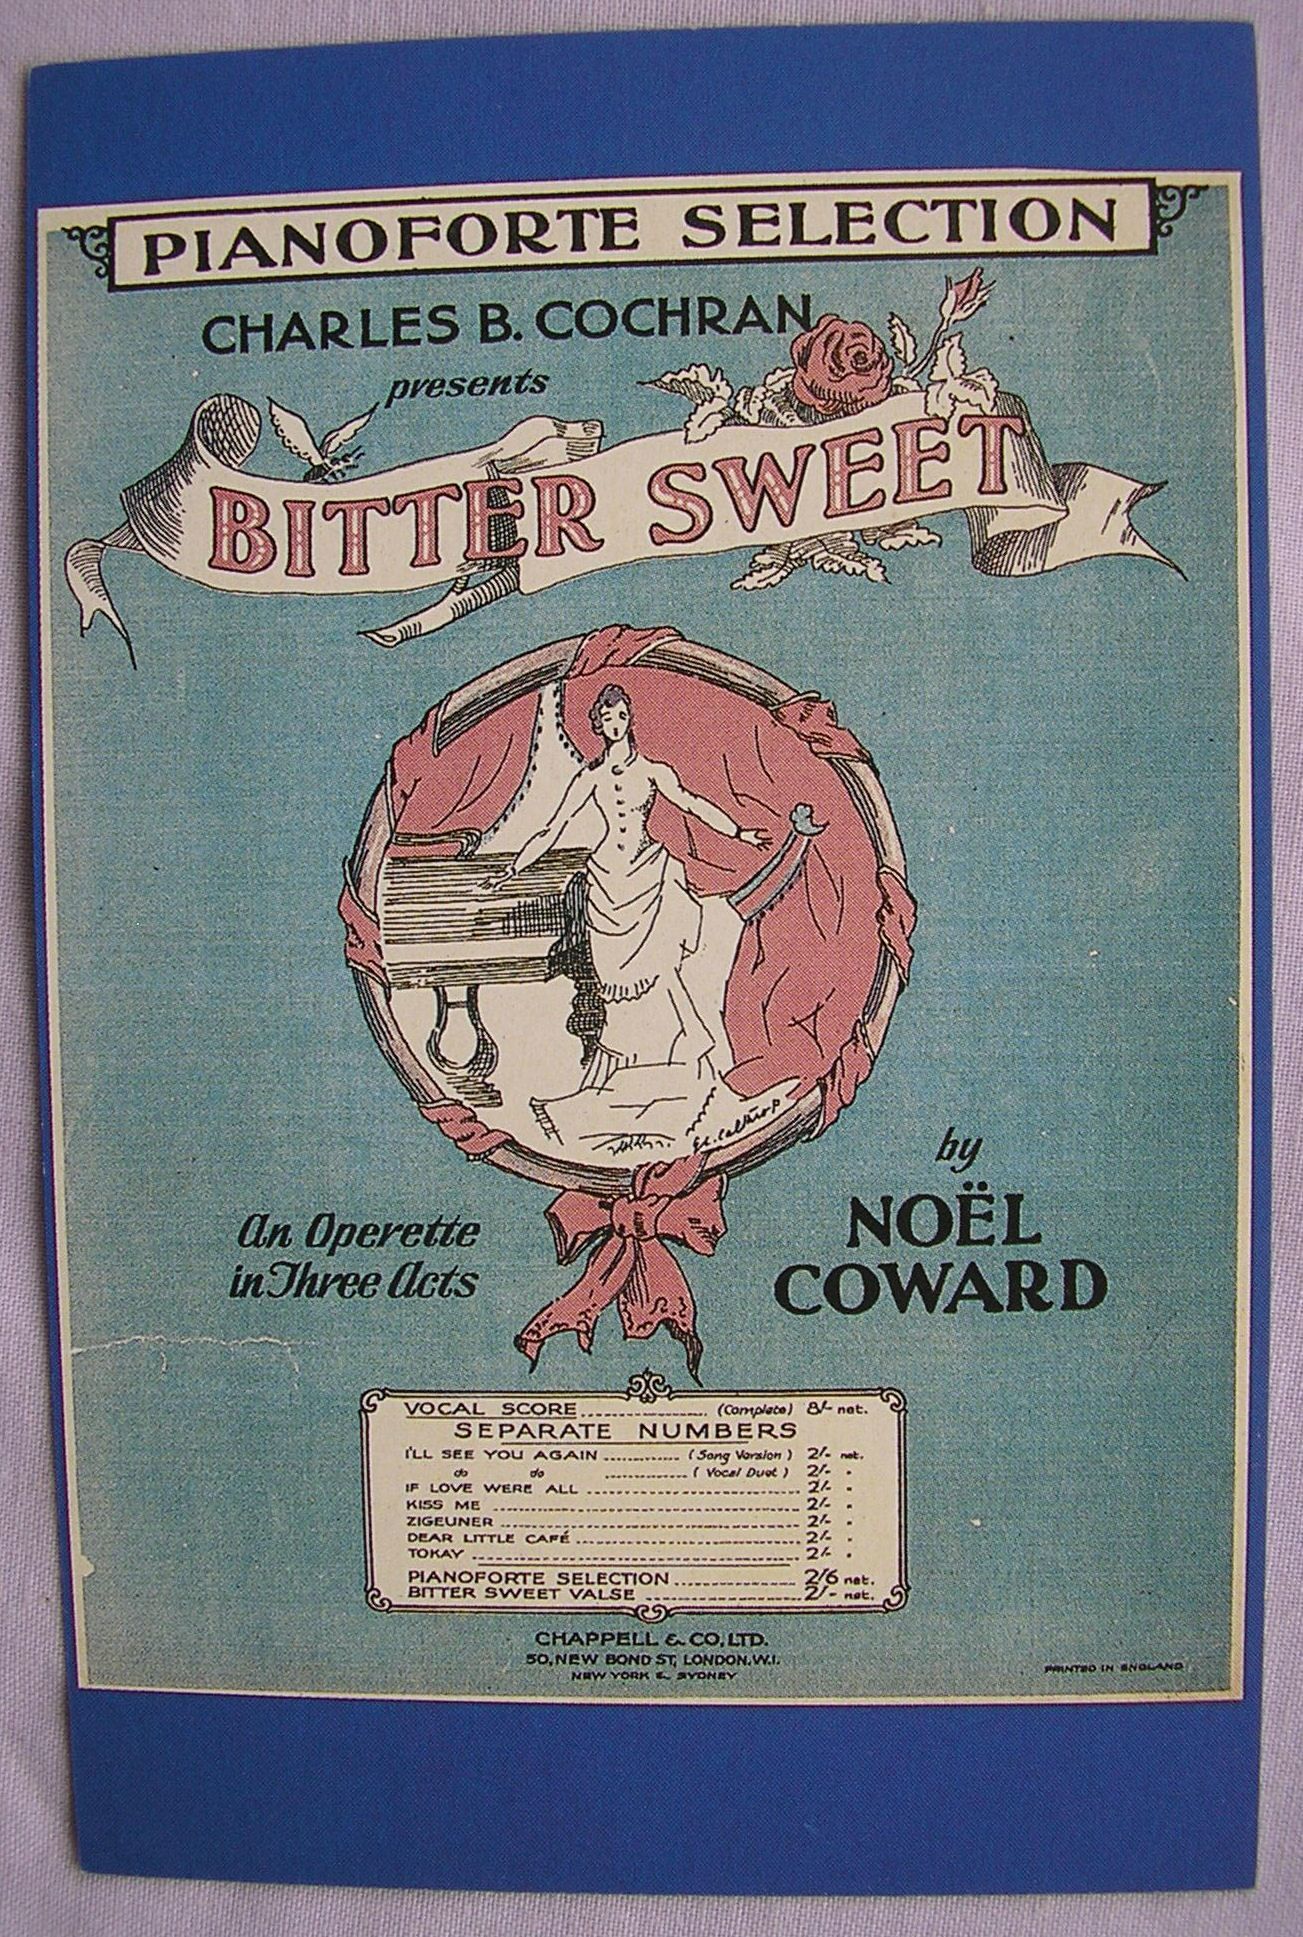 PIANOFORTE SELECTION
CHARLES B. COCHRAN
presents
BITTER SWEET
by
NOËL
COWARD
An Operette
in Three Acts
VOCAL SCORE (Complete) 8/- net.
SEPARATE NUMBERS
I'LL SEE YOU AGAIN (Song Version) 2/- net.
do do (Vocal Duet) 2/- "
IF LOVE WERE ALL 2/- "
KISS ME 2/- "
ZIGEUNER 2/- "
DEAR LITTLE CAFÉ 2/- "
TOKAY 2/- "
PIANOFORTE SELECTION 2/6 net.
BITTER SWEET VALSE 2/- net.
CHAPPELL & CO, LTD.
50, NEW BOND ST, LONDON. W.I.
NEW YORK & SYDNEY
PRINTED IN ENGLAND